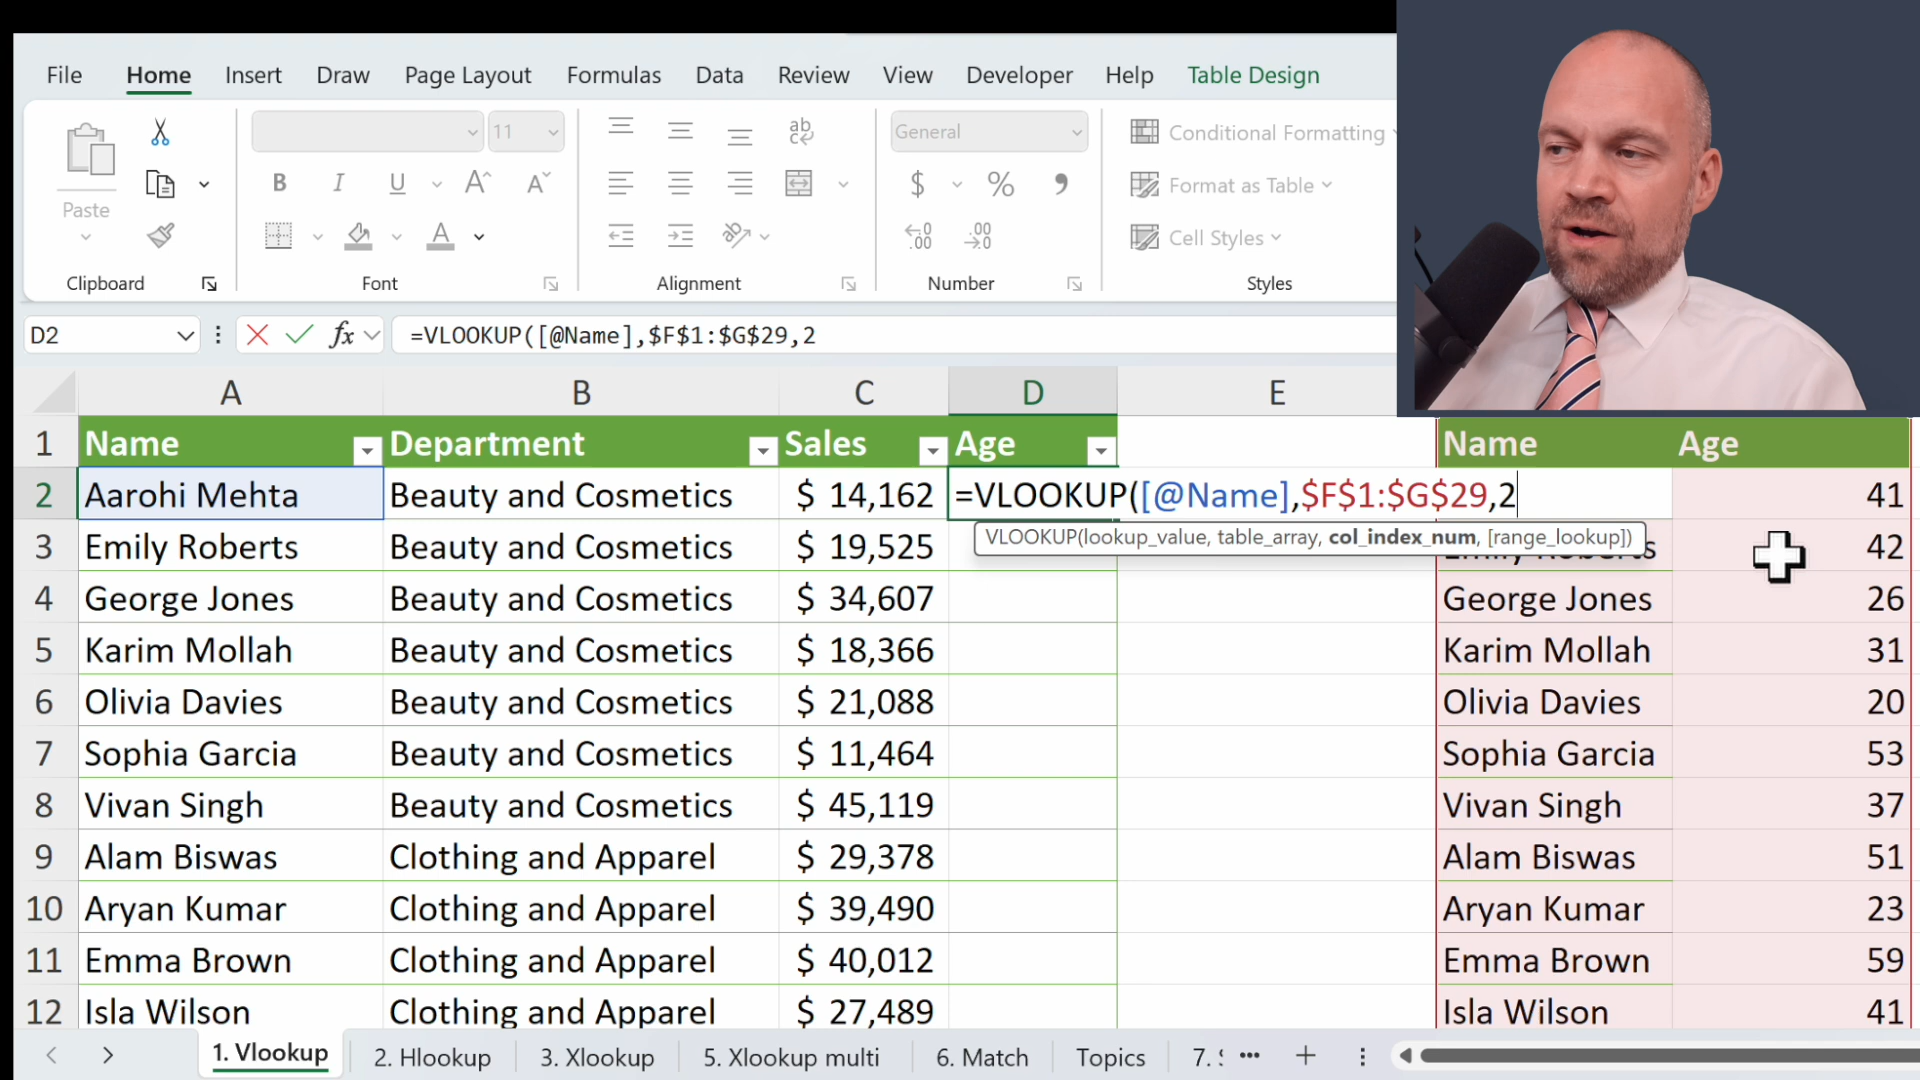 File Home Insert Draw Page Layout Formulas Data Review View Developer Help Table Design
11 ab General Conditional Formatting
B I U A A $ % 9 Format as Table
Paste A .00 .00 Cell Styles
Clipboard Font Alignment Number Styles
D2 fx =VLOOKUP([@Name],$F$1:$G$29,2
A B C D E
1 Name Department Sales Age Name Age
2 Aarohi Mehta Beauty and Cosmetics $ 14,162 =VLOOKUP([@Name],$F$1:$G$29,2 41
VLOOKUP(lookup_value, table_array, col_index_num, [range_lookup])
3 Emily Roberts Beauty and Cosmetics $ 19,525 Emily Roberts 42
4 George Jones Beauty and Cosmetics $ 34,607 George Jones 26
5 Karim Mollah Beauty and Cosmetics $ 18,366 Karim Mollah 31
6 Olivia Davies Beauty and Cosmetics $ 21,088 Olivia Davies 20
7 Sophia Garcia Beauty and Cosmetics $ 11,464 Sophia Garcia 53
8 Vivan Singh Beauty and Cosmetics $ 45,119 Vivan Singh 37
9 Alam Biswas Clothing and Apparel $ 29,378 Alam Biswas 51
10 Aryan Kumar Clothing and Apparel $ 39,490 Aryan Kumar 23
11 Emma Brown Clothing and Apparel $ 40,012 Emma Brown 59
12 Isla Wilson Clothing and Apparel $ 27,489 Isla Wilson 41
1. Vlookup 2. Hlookup 3. Xlookup 5. Xlookup multi 6. Match Topics 7.